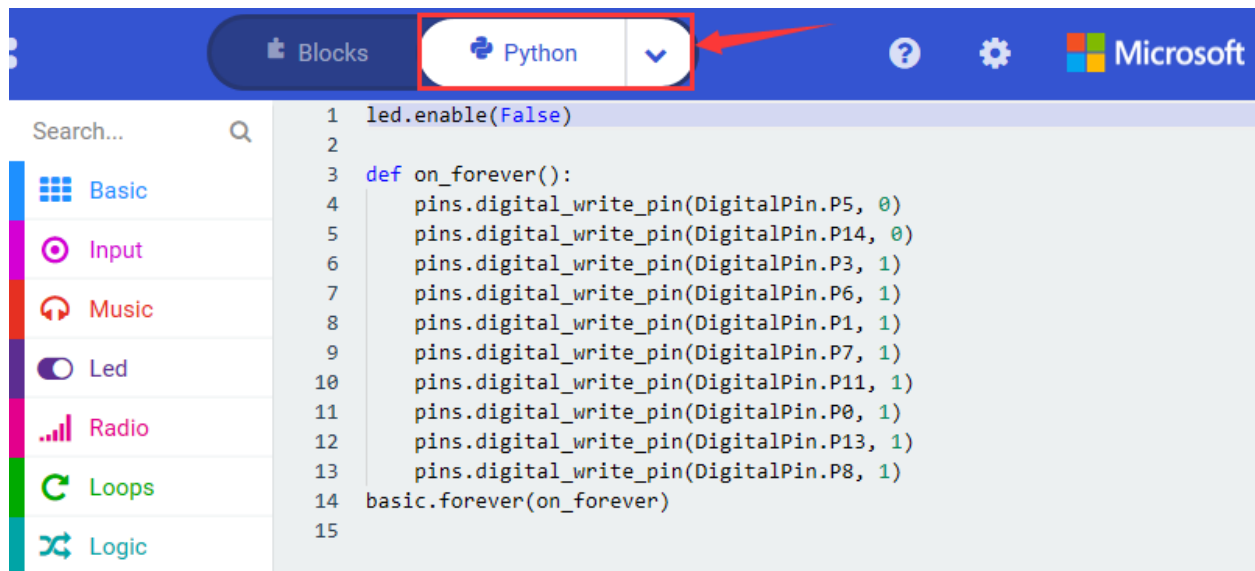 Blocks Python Microsoft
Search...
Basic
Input
Music
Led
Radio
Loops
Logic
1 led.enable(False)
2
3 def on_forever():
4     pins.digital_write_pin(DigitalPin.P5, 0)
5     pins.digital_write_pin(DigitalPin.P14, 0)
6     pins.digital_write_pin(DigitalPin.P3, 1)
7     pins.digital_write_pin(DigitalPin.P6, 1)
8     pins.digital_write_pin(DigitalPin.P1, 1)
9     pins.digital_write_pin(DigitalPin.P7, 1)
10     pins.digital_write_pin(DigitalPin.P11, 1)
11     pins.digital_write_pin(DigitalPin.P0, 1)
12     pins.digital_write_pin(DigitalPin.P13, 1)
13     pins.digital_write_pin(DigitalPin.P8, 1)
14 basic.forever(on_forever)
15